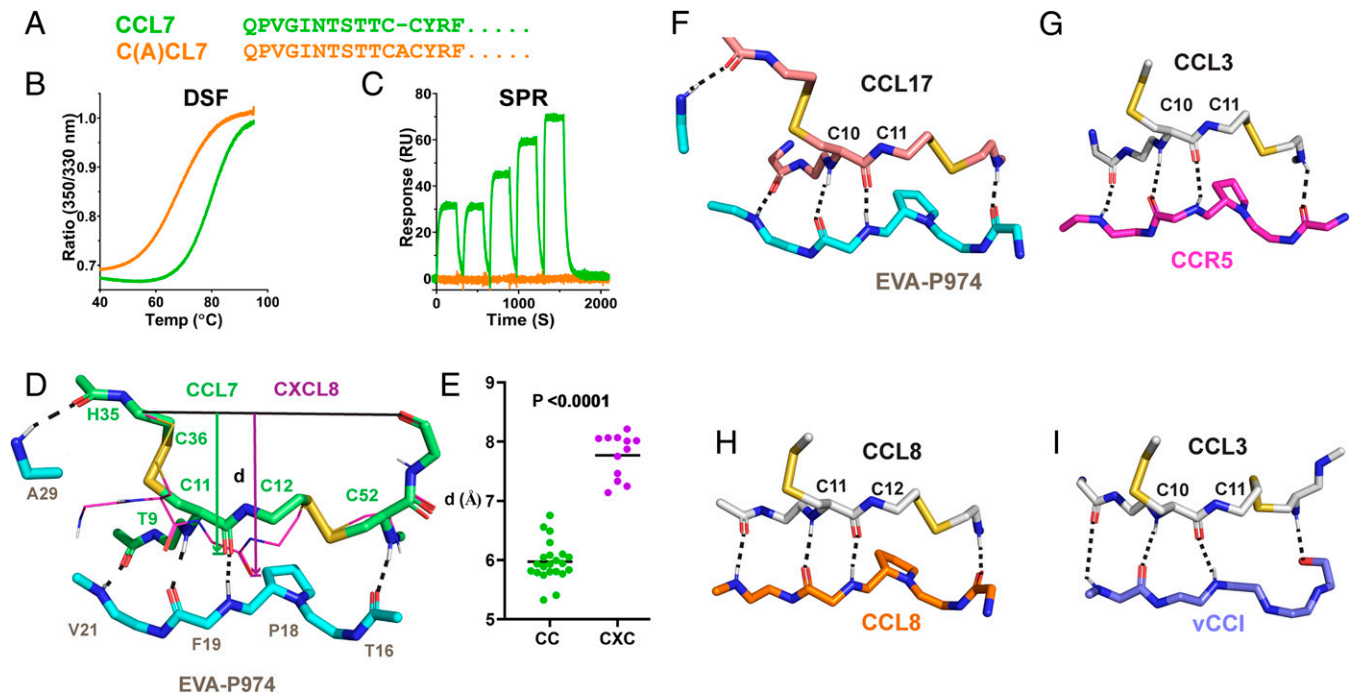 A
CCL7 QPVGINTSTTC-CYRF.....
C(A)CL7 QPVGINTSTTCACYRF.....
B
DSF
Ratio (350/330 nm)
1.0
0.9
0.8
0.7
40 60 80 100
Temp (°C)
C
SPR
Response (RU)
80
60
40
20
0
0 1000 2000
Time (S)
D
CCL7 CXCL8
H35
C36
A29
C11
d
C12
C52
T9
V21
F19
P18
T16
EVA-P974
E
P <0.0001
d (Å)
9
8
7
6
5
CC CXC
F
CCL17
C10 C11
EVA-P974
G
CCL3
C10 C11
CCR5
H
CCL8
C11 C12
CCL8
I
CCL3
C10 C11
vCCI